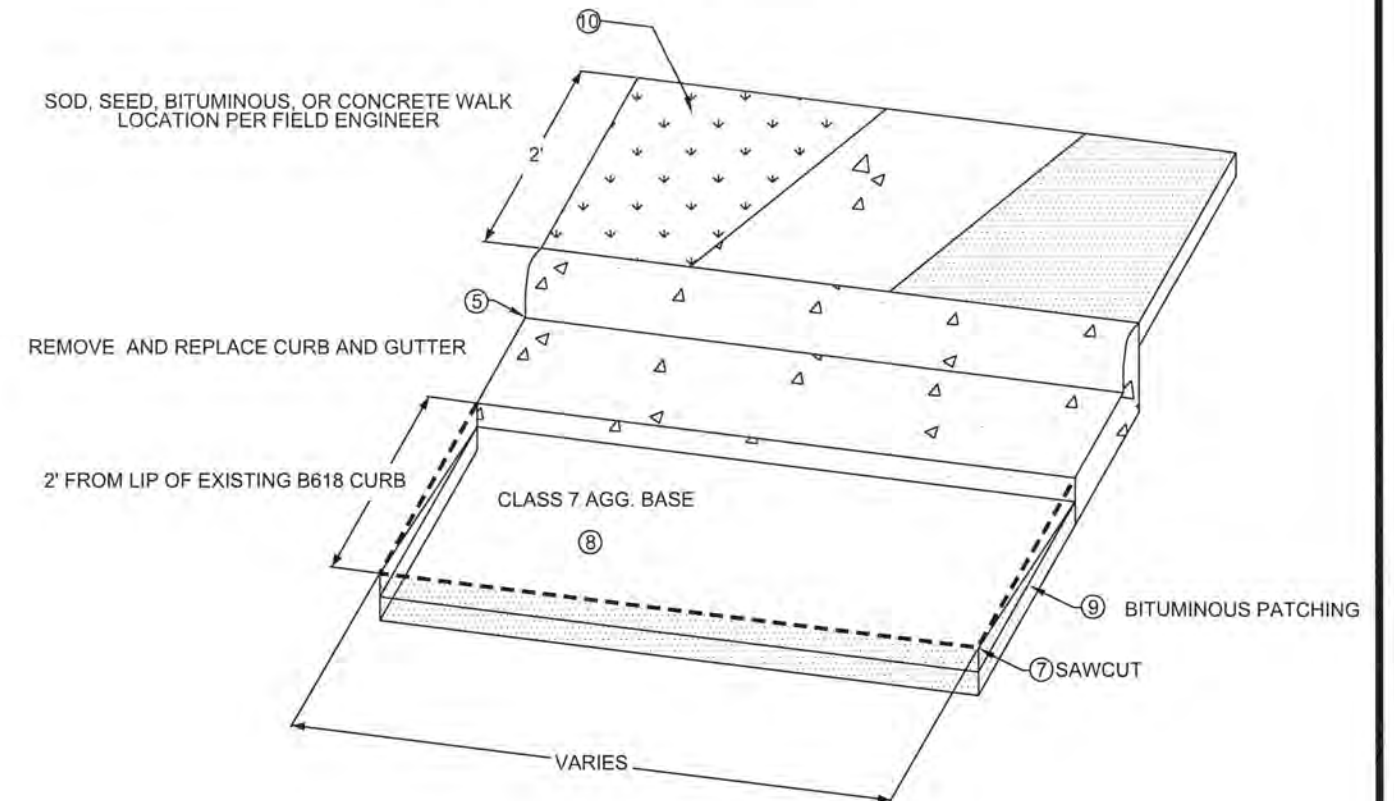 ⑩
SOD, SEED, BITUMINOUS, OR CONCRETE WALK
LOCATION PER FIELD ENGINEER
2'
⑤
REMOVE AND REPLACE CURB AND GUTTER
2' FROM LIP OF EXISTING B618 CURB
CLASS 7 AGG. BASE
⑧
⑨ BITUMINOUS PATCHING
⑦ SAWCUT
VARIES